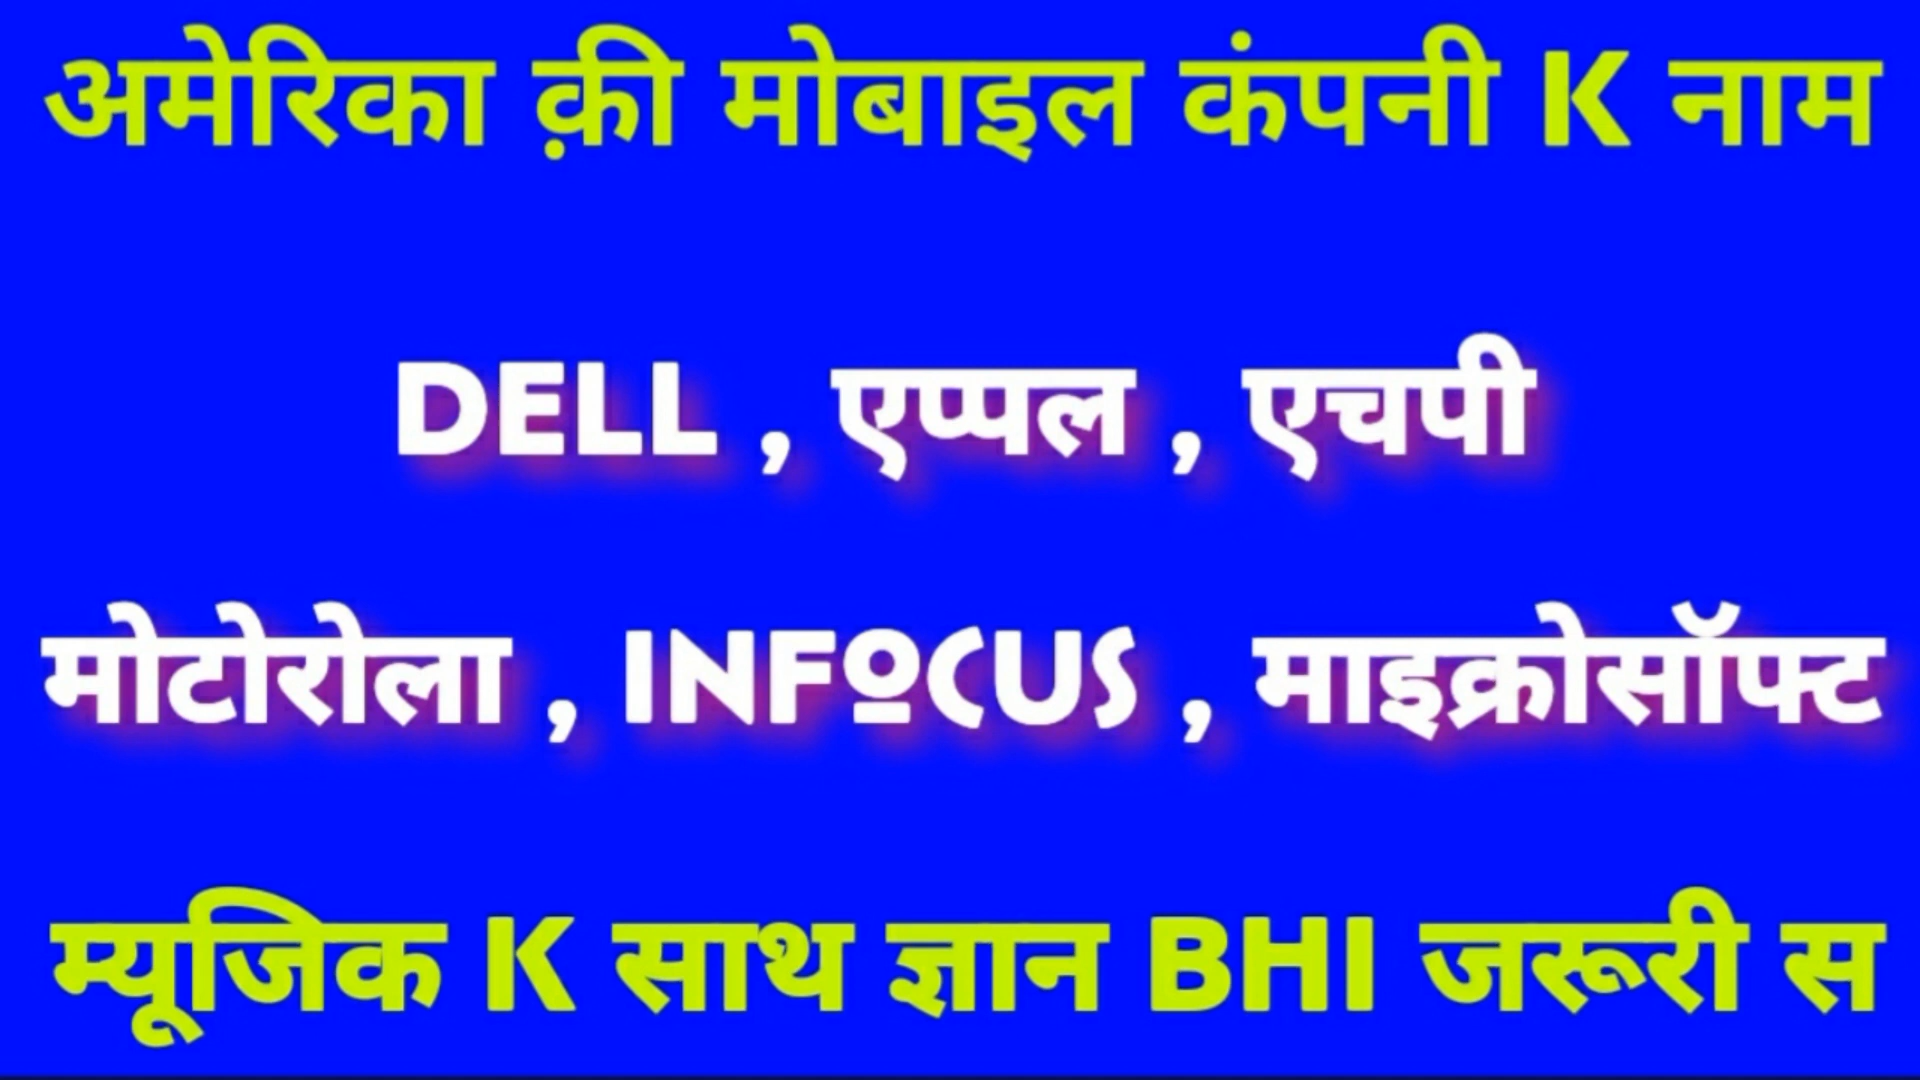 अमेरिका क़ी मोबाइल कंपनी K नाम
DELL , एप्पल , एचपी
मोटोरोला , INFOCUS , माइक्रोसॉफ्ट
म्यूजिक K साथ ज्ञान BHI जरूरी स